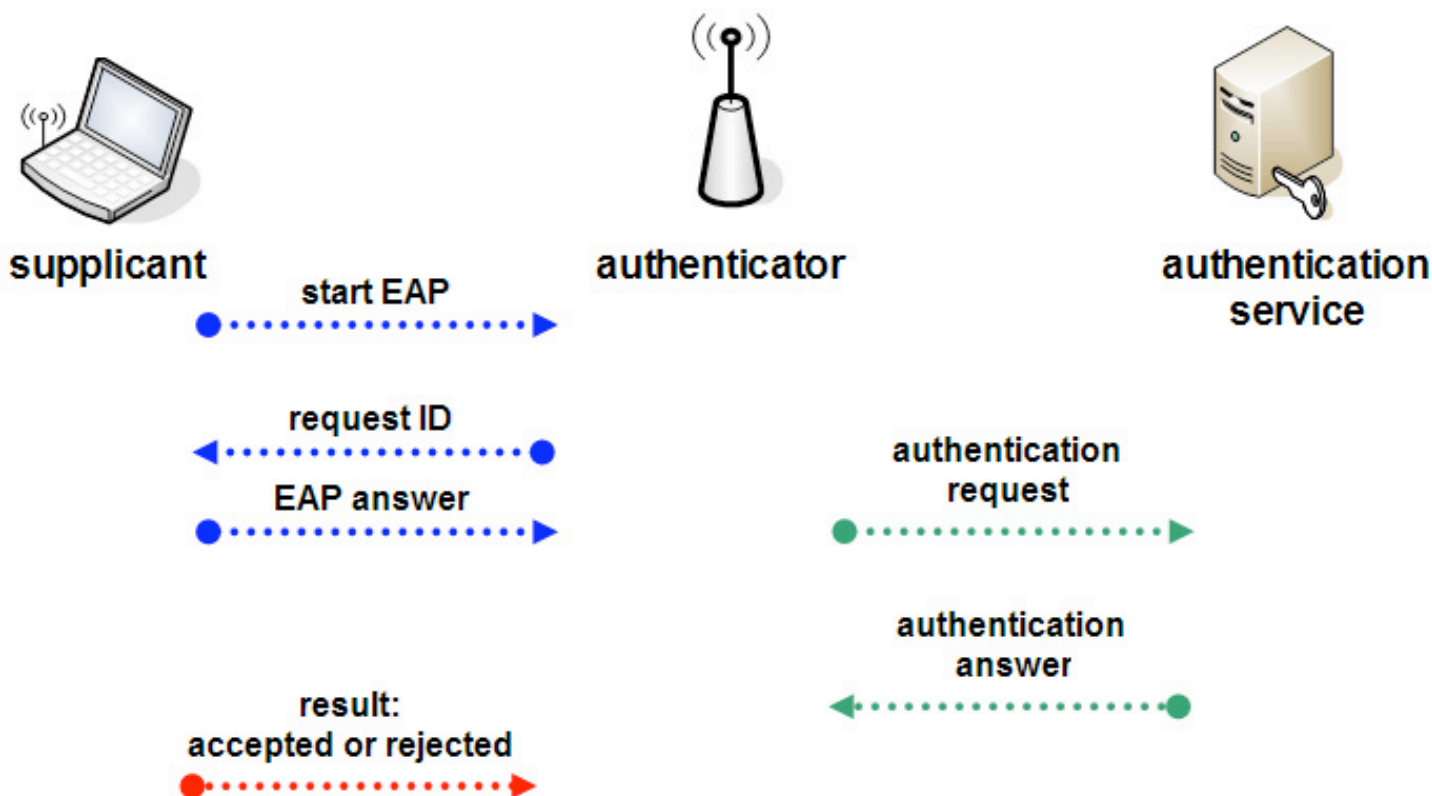 supplicant
authenticator
authentication
service
start EAP
request ID
EAP answer
authentication
request
authentication
answer
result:
accepted or rejected